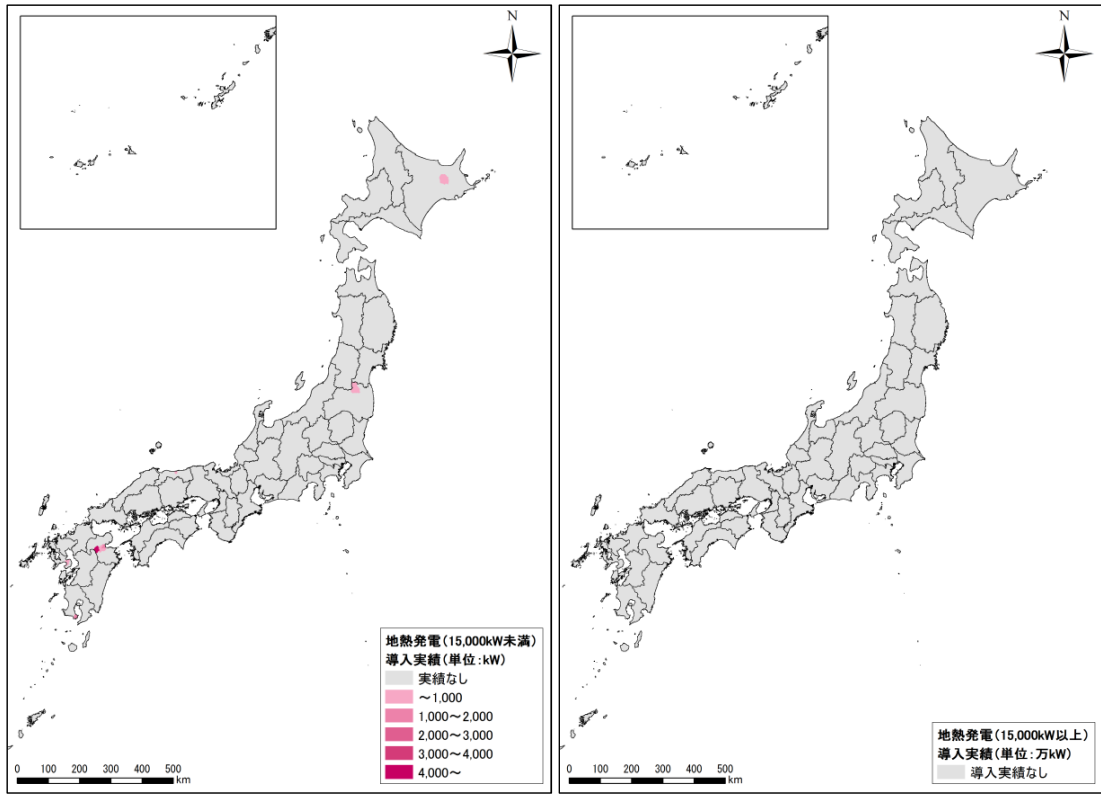 N
地熱発電(15,000kW未満)
導入実績(単位:kW)
実績なし
～1,000
1,000～2,000
2,000～3,000
3,000～4,000
4,000～
0 100 200 300 400 500
km
N
地熱発電(15,000kW以上)
導入実績(単位:万kW)
導入実績なし
0 100 200 300 400 500
km